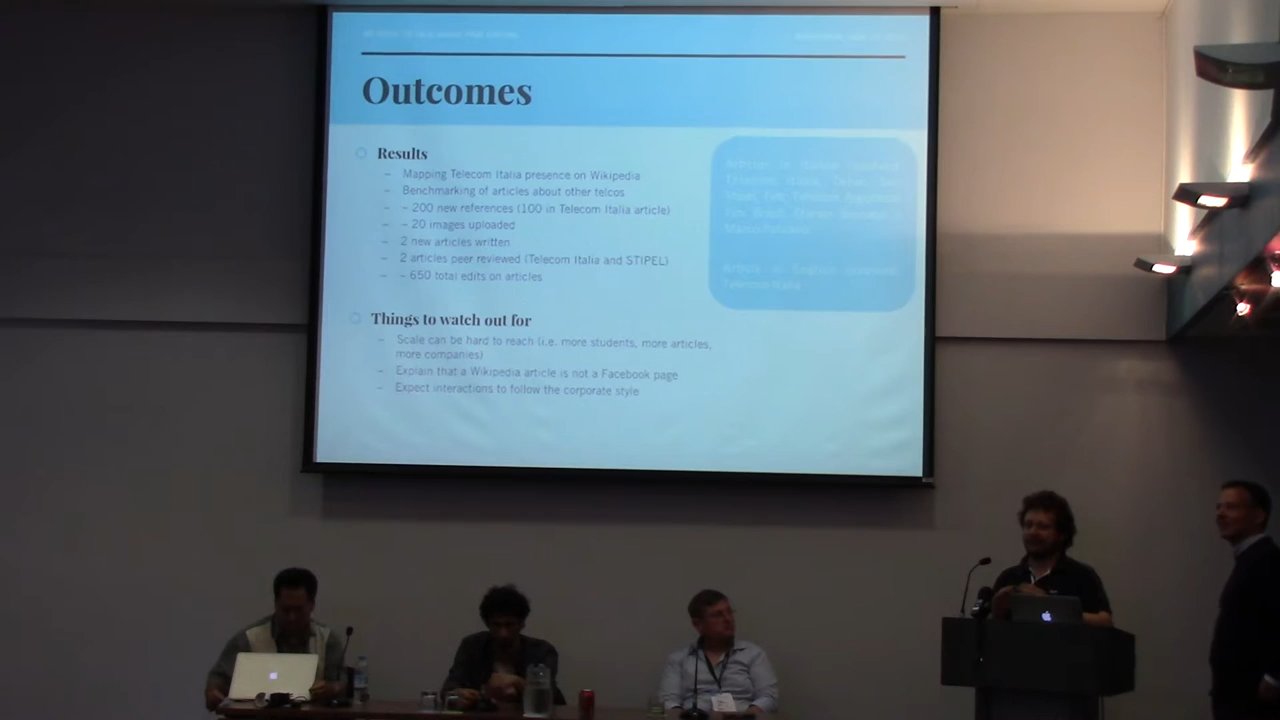 Outcomes
Results
– Mapping Telecom Italia presence on Wikipedia
– Benchmarking of articles about other telcos
– ~ 200 new references (100 in Telecom Italia article)
– ~ 20 images uploaded
– 2 new articles written
– 2 articles peer reviewed (Telecom Italia and STIPEL)
– ~ 650 total edits on articles
Things to watch out for
– Scale can be hard to reach (i.e. more students, more articles,
more companies)
– Explain that a Wikipedia article is not a Facebook page
– Expect interactions to follow the corporate style
Telecom Italia